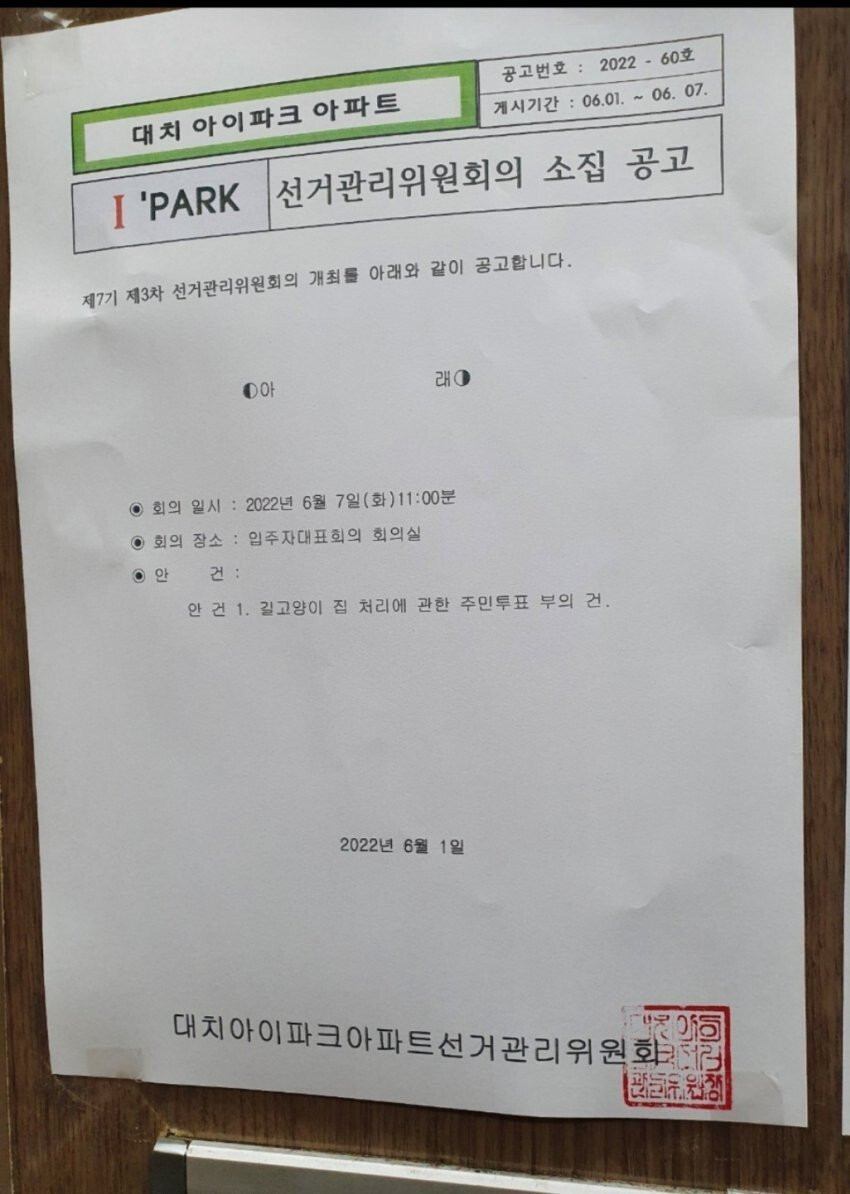 대치 아이파크 아파트
공고번호 : 2022 - 60호
게시기간 : 06.01. ~ 06. 07.
I 'PARK
선거관리위원회의 소집 공고
제7기 제3차 선거관리위원회의 개최를 아래와 같이 공고합니다.
◐아 래◑
◉ 회의 일시 : 2022년 6월 7일(화)11:00분
◉ 회의 장소 : 입주자대표회의 회의실
◉ 안 건 :
안 건 1. 길고양이 집 처리에 관한 주민투표 부의 건.
2022년 6월 1일
대치아이파크아파트선거관리위원회